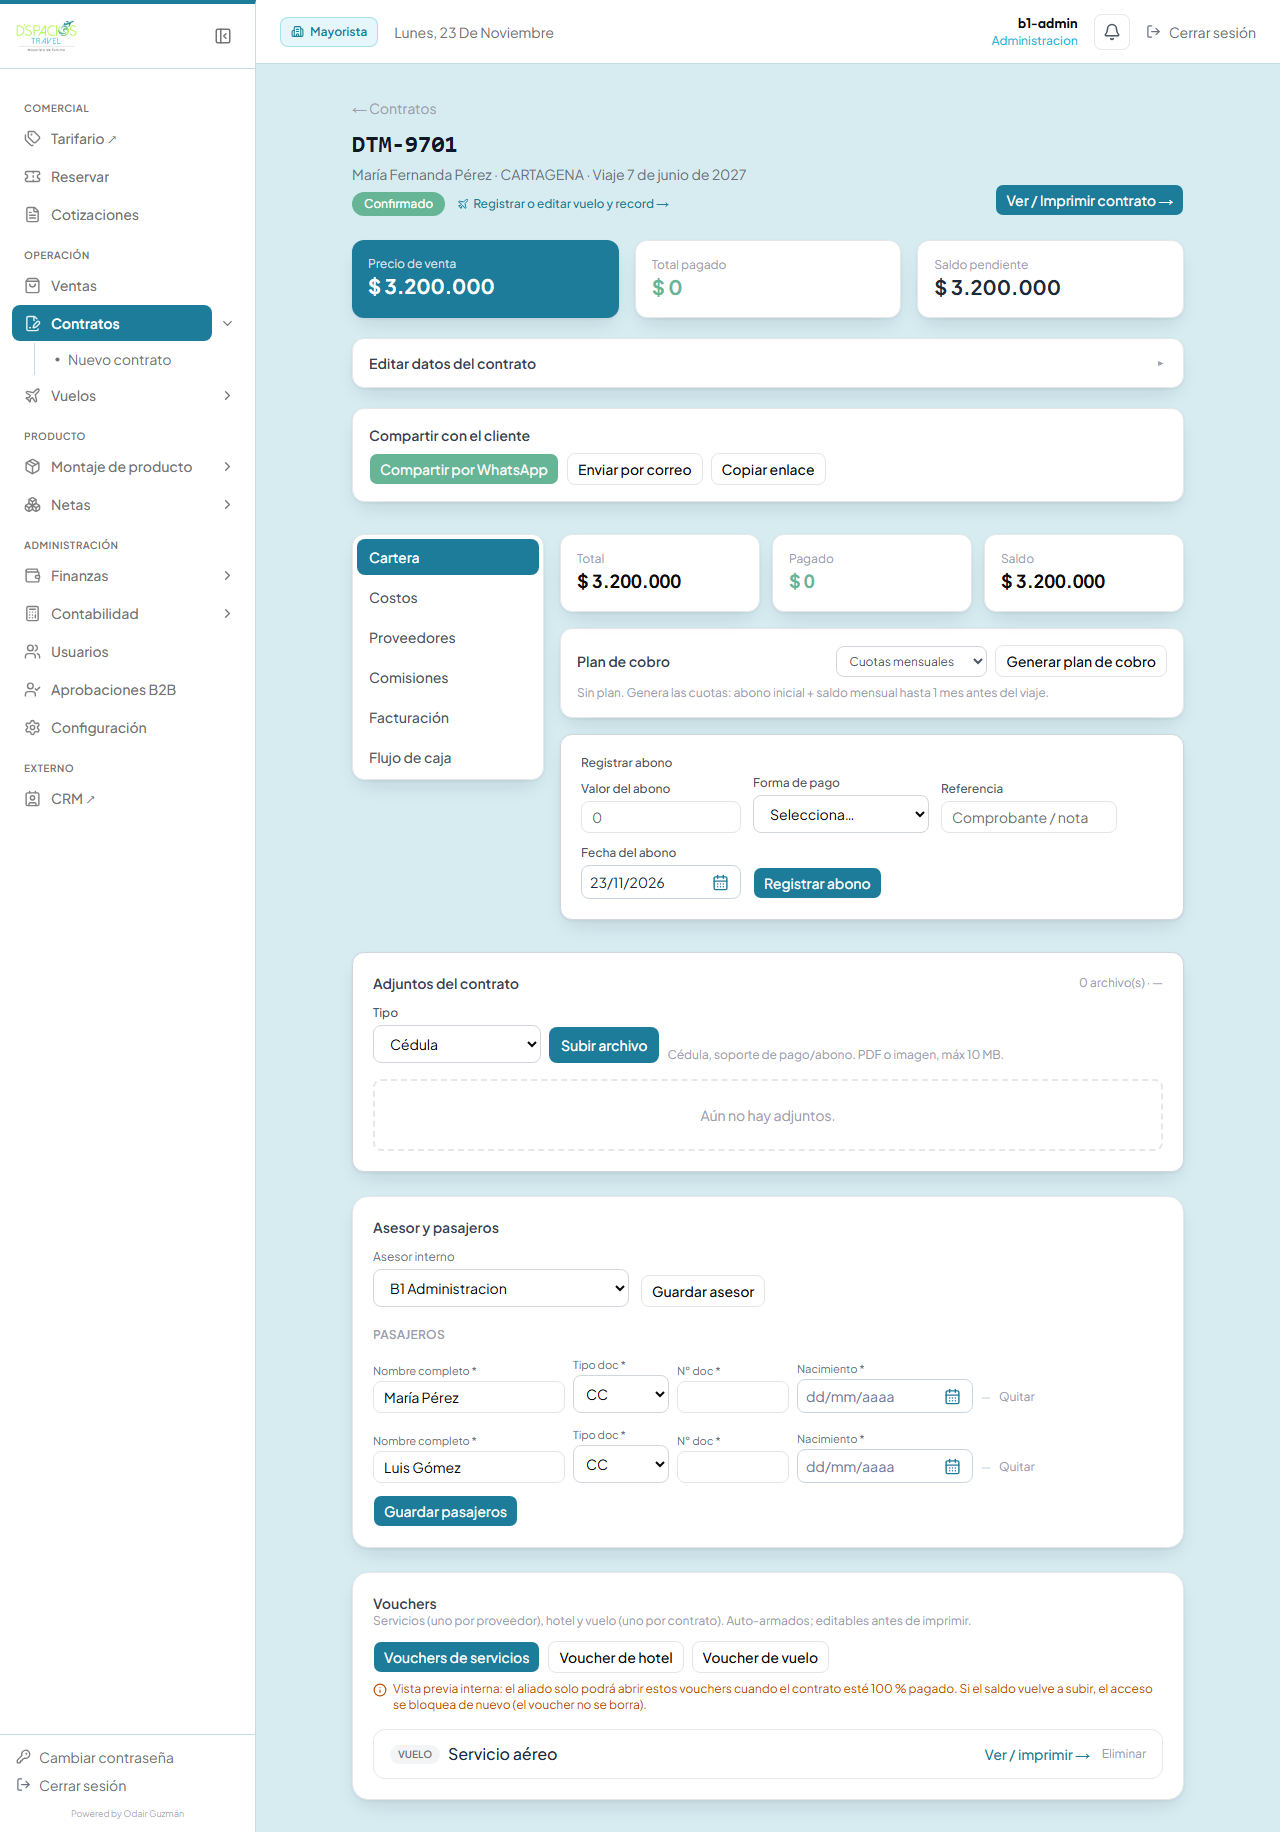 D'SPACIOS
TRAVEL
COMERCIAL
Tarifario ↗
Reservar
Cotizaciones
OPERACIÓN
Ventas
Contratos
• Nuevo contrato
Vuelos
PRODUCTO
Montaje de producto
Netas
ADMINISTRACIÓN
Finanzas
Contabilidad
Usuarios
Aprobaciones B2B
Configuración
EXTERNO
CRM ↗
Cambiar contraseña
Cerrar sesión
Powered by Odair Guzmán
Mayorista
Lunes, 23 De Noviembre
b1-admin
Administracion
Cerrar sesión
← Contratos
DTM-9701
María Fernanda Pérez · CARTAGENA · Viaje 7 de junio de 2027
Confirmado
Registrar o editar vuelo y record →
Ver / Imprimir contrato →
Precio de venta
$ 3.200.000
Total pagado
$ 0
Saldo pendiente
$ 3.200.000
Editar datos del contrato
Compartir con el cliente
Compartir por WhatsApp
Enviar por correo
Copiar enlace
Cartera
Costos
Proveedores
Comisiones
Facturación
Flujo de caja
Total
$ 3.200.000
Pagado
$ 0
Saldo
$ 3.200.000
Plan de cobro
Cuotas mensuales
Generar plan de cobro
Sin plan. Genera las cuotas: abono inicial + saldo mensual hasta 1 mes antes del viaje.
Registrar abono
Valor del abono
0
Forma de pago
Selecciona…
Referencia
Comprobante / nota
Fecha del abono
23/11/2026
Registrar abono
Adjuntos del contrato
0 archivo(s) · —
Tipo
Cédula
Subir archivo
Cédula, soporte de pago/abono. PDF o imagen, máx 10 MB.
Aún no hay adjuntos.
Asesor y pasajeros
Asesor interno
B1 Administracion
Guardar asesor
PASAJEROS
Nombre completo * Tipo doc * N° doc * Nacimiento *
María Pérez CC dd/mm/aaaa — Quitar
Nombre completo * Tipo doc * N° doc * Nacimiento *
Luis Gómez CC dd/mm/aaaa — Quitar
Guardar pasajeros
Vouchers
Servicios (uno por proveedor), hotel y vuelo (uno por contrato). Auto-armados; editables antes de imprimir.
Vouchers de servicios
Voucher de hotel
Voucher de vuelo
Vista previa interna: el aliado solo podrá abrir estos vouchers cuando el contrato esté 100 % pagado. Si el saldo vuelve a subir, el acceso
se bloquea de nuevo (el voucher no se borra).
VUELO
Servicio aéreo
Ver / imprimir →
Eliminar